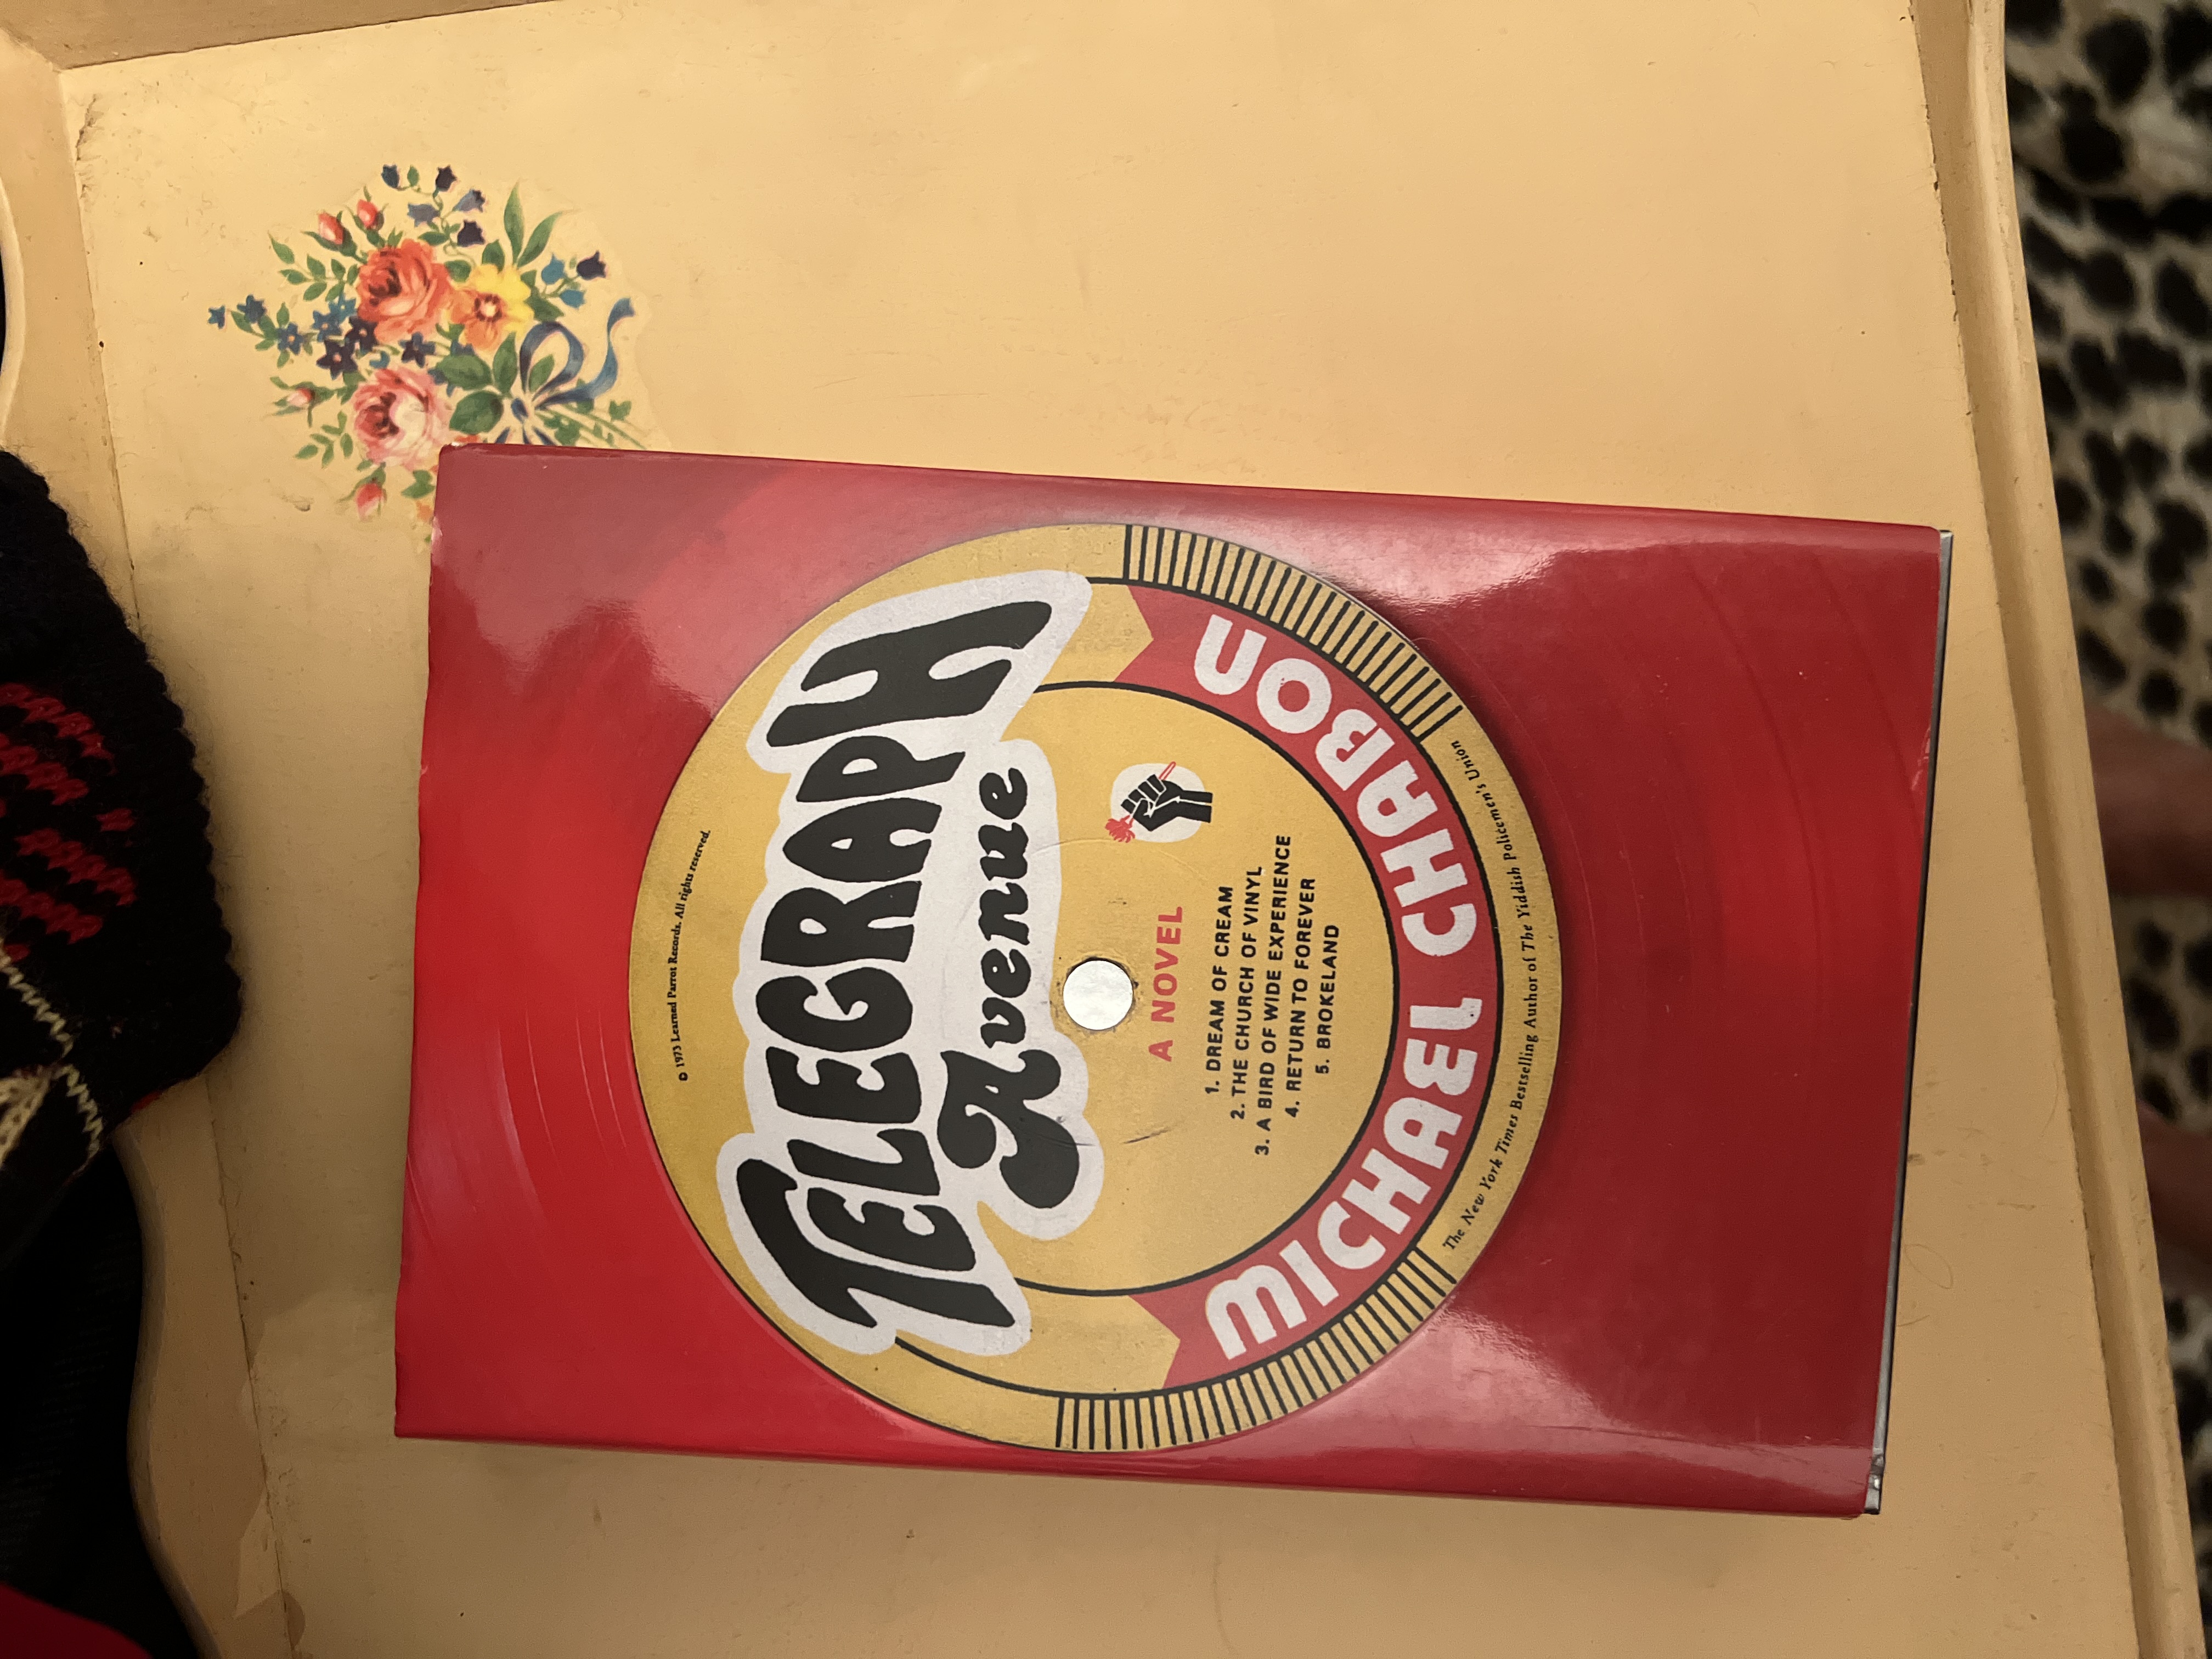 © 1973 Learned Parrot Records. All rights reserved.
TELEGRAPH
Avenue
A NOVEL
1. DREAM OF CREAM
2. THE CHURCH OF VINYL
3. A BIRD OF WIDE EXPERIENCE
4. RETURN TO FOREVER
5. BROKELAND
MICHAEL CHABON
The New York Times Bestselling Author of The Yiddish Policemen's Union